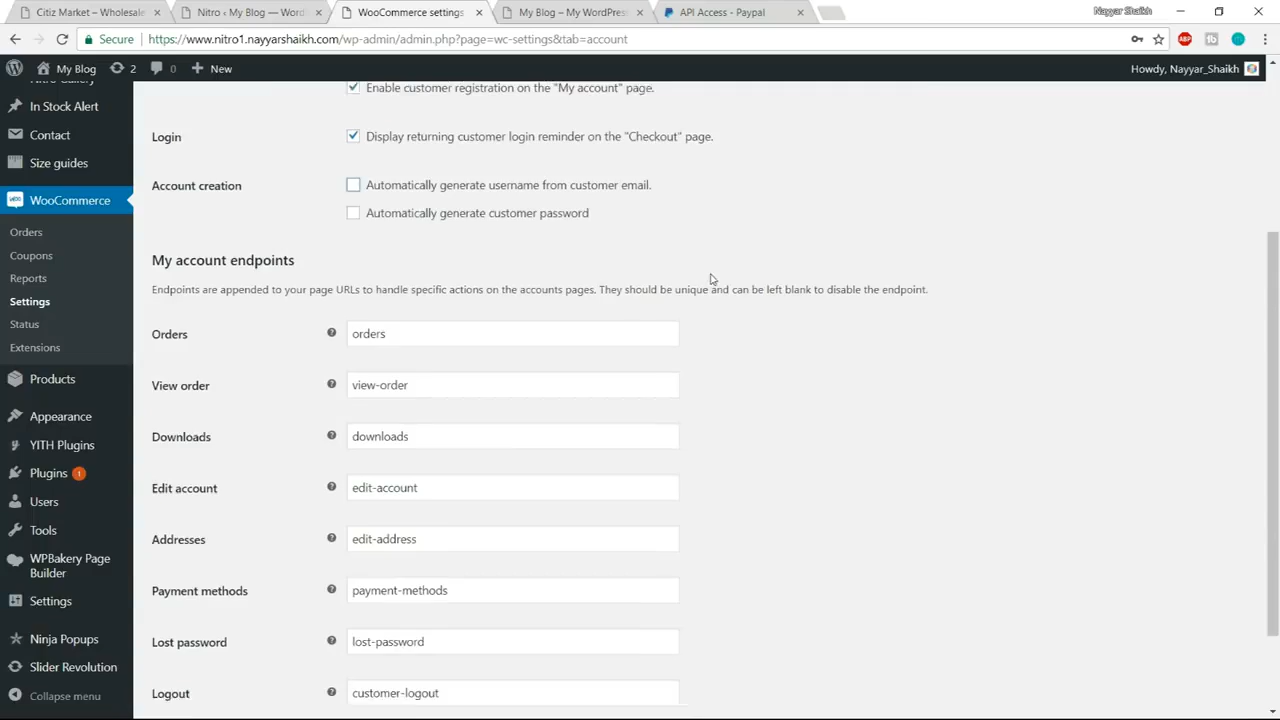 Citiz Market – Wholesale
Nitro ‹ My Blog — Word
WooCommerce settings
My Blog – My WordPress
API Access - Paypal
Nayyar Shaikh
Secure
https://www.nitro1.nayyarshaikh.com/wp-admin/admin.php?page=wc-settings&tab=account
ABP
My Blog
2
0
New
Howdy, Nayyar_Shaikh
Nitro Gallery
In Stock Alert
Contact
Size guides
WooCommerce
Orders
Coupons
Reports
Settings
Status
Extensions
Products
Appearance
YITH Plugins
Plugins 1
Users
Tools
WPBakery Page
Builder
Settings
Ninja Popups
Slider Revolution
Collapse menu
Enable customer registration on the "My account" page.
Login
Display returning customer login reminder on the "Checkout" page.
Account creation
Automatically generate username from customer email.
Automatically generate customer password
My account endpoints
Endpoints are appended to your page URLs to handle specific actions on the accounts pages. They should be unique and can be left blank to disable the endpoint.
Orders
orders
View order
view-order
Downloads
downloads
Edit account
edit-account
Addresses
edit-address
Payment methods
payment-methods
Lost password
lost-password
Logout
customer-logout